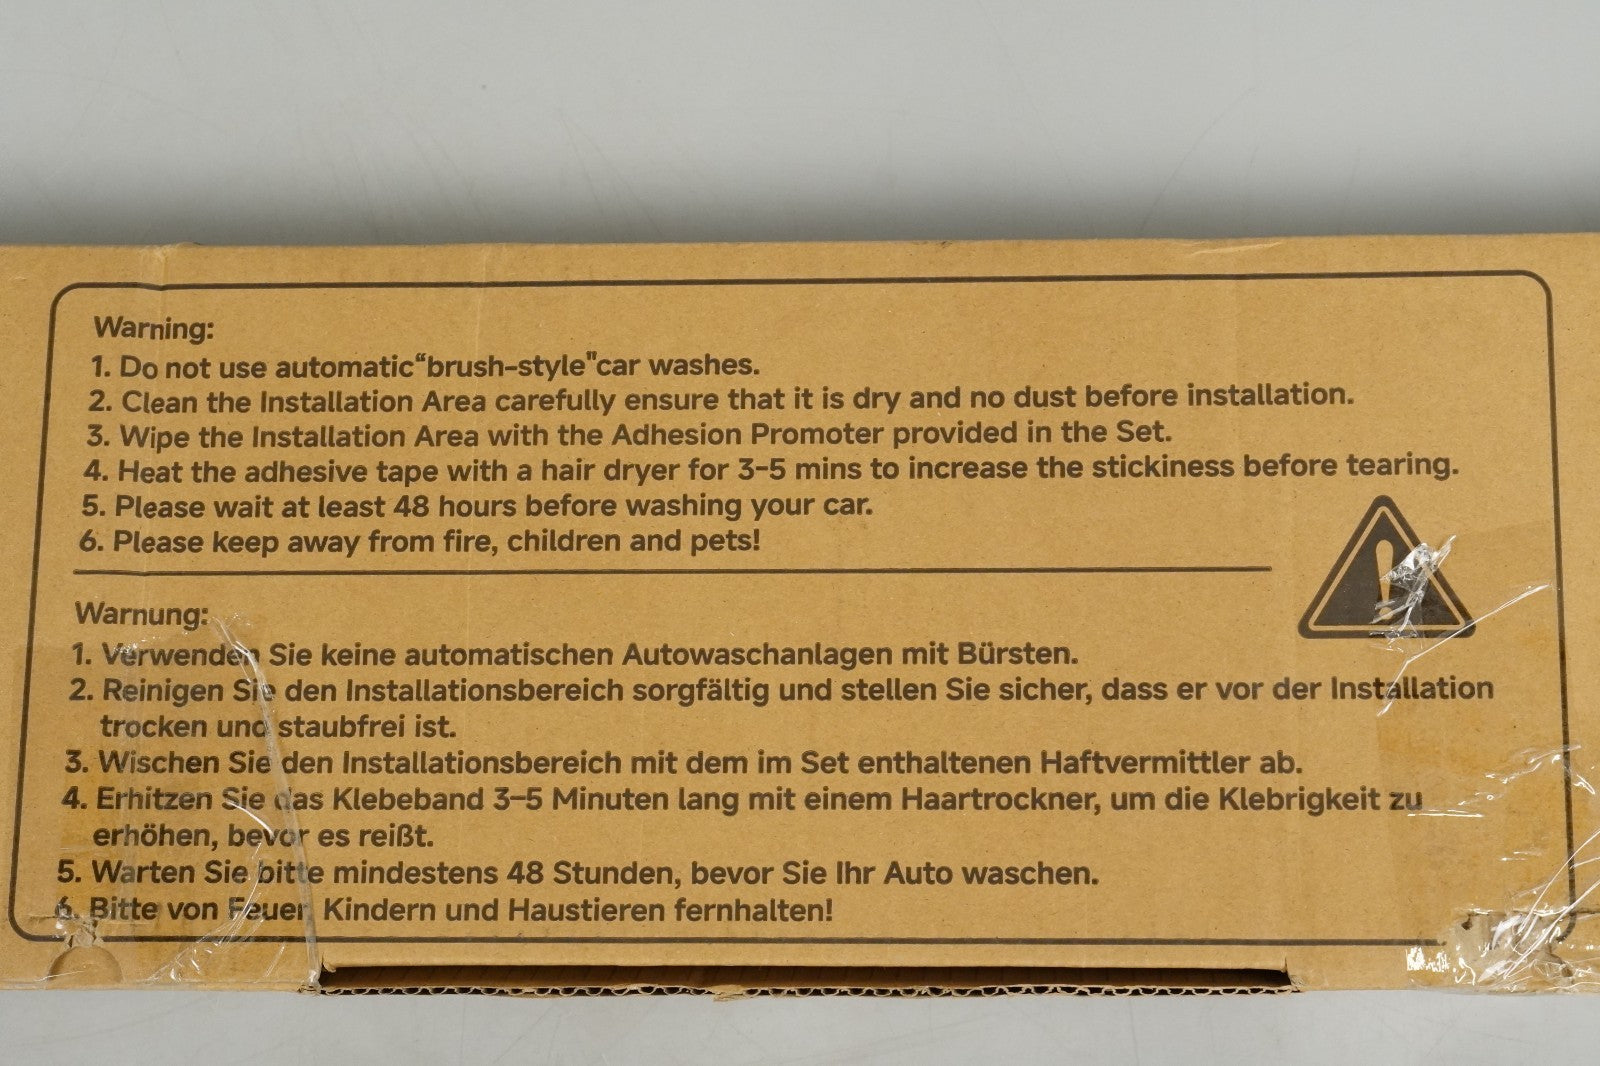 Warning:
1. Do not use automatic“brush-style"car washes.
2. Clean the Installation Area carefully ensure that it is dry and no dust before installation.
3. Wipe the Installation Area with the Adhesion Promoter provided in the Set.
4. Heat the adhesive tape with a hair dryer for 3-5 mins to increase the stickiness before tearing.
5. Please wait at least 48 hours before washing your car.
6. Please keep away from fire, children and pets!
Warnung:
1. Verwenden Sie keine automatischen Autowaschanlagen mit Bürsten.
2. Reinigen Sie den Installationsbereich sorgfältig und stellen Sie sicher, dass er vor der Installation
trocken und staubfrei ist.
3. Wischen Sie den Installationsbereich mit dem im Set enthaltenen Haftvermittler ab.
4. Erhitzen Sie das Klebeband 3-5 Minuten lang mit einem Haartrockner, um die Klebrigkeit zu
erhöhen, bevor es reißt.
5. Warten Sie bitte mindestens 48 Stunden, bevor Sie Ihr Auto waschen.
6. Bitte von Feuer, Kindern und Haustieren fernhalten!